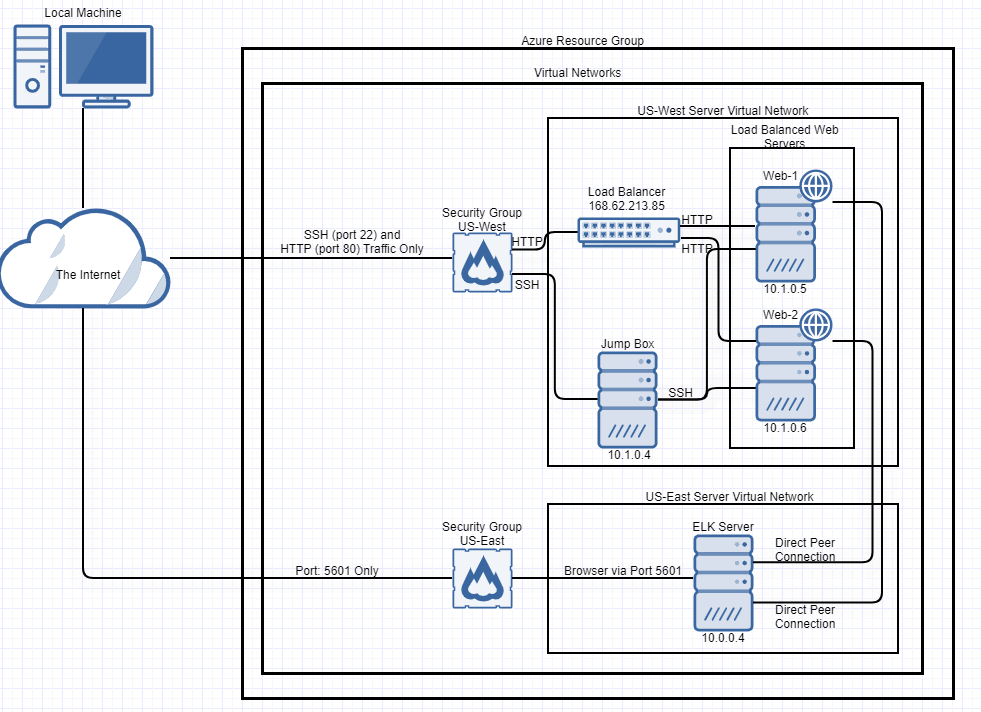 Local Machine
Azure Resource Group
Virtual Networks
US-West Server Virtual Network
Load Balanced Web
Servers
Web-1
Load Balancer
168.62.213.85
Security Group
US-West
SSH (port 22) and
HTTP (port 80) Traffic Only
HTTP
HTTP
HTTP
The Internet
SSH
10.1.0.5
Web-2
Jump Box
SSH
10.1.0.6
10.1.0.4
US-East Server Virtual Network
Security Group
US-East
ELK Server
Direct Peer
Connection
Port: 5601 Only
Browser via Port 5601
Direct Peer
Connection
10.0.0.4